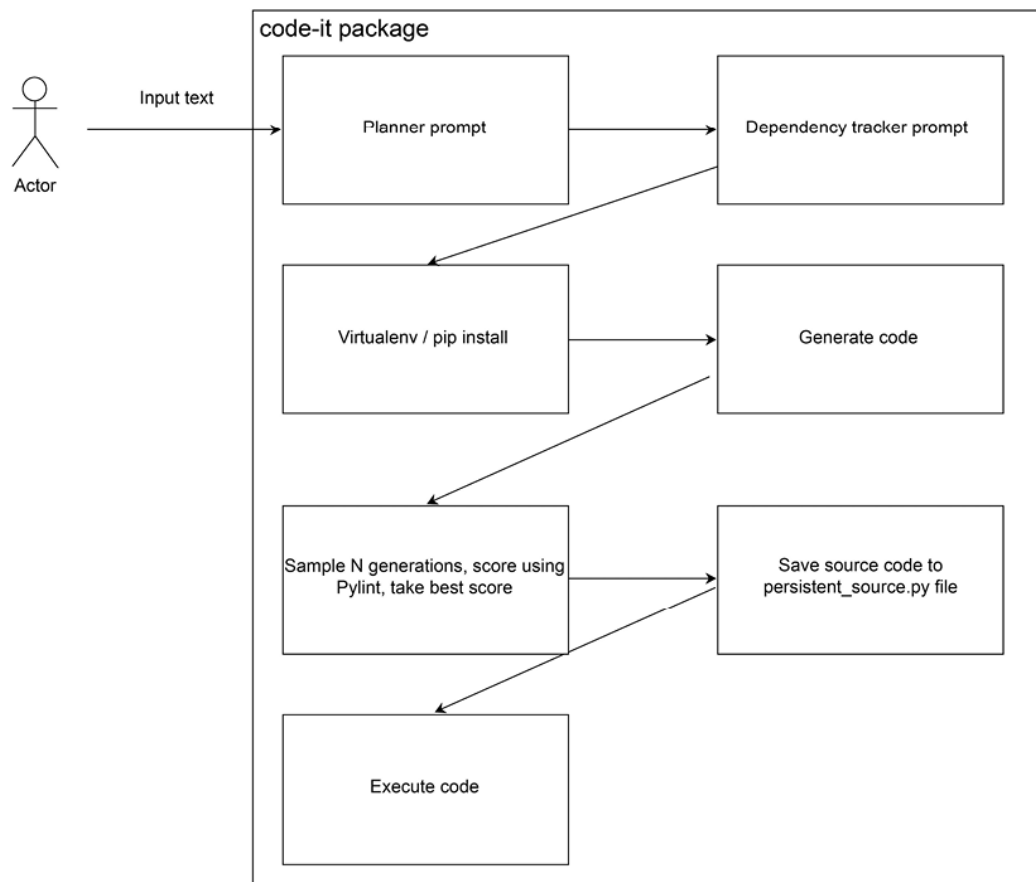 code-it package
Input text
Actor
Planner prompt
Dependency tracker prompt
Virtualenv / pip install
Generate code
Sample N generations, score using
Pylint, take best score
Save source code to
persistent_source.py file
Execute code